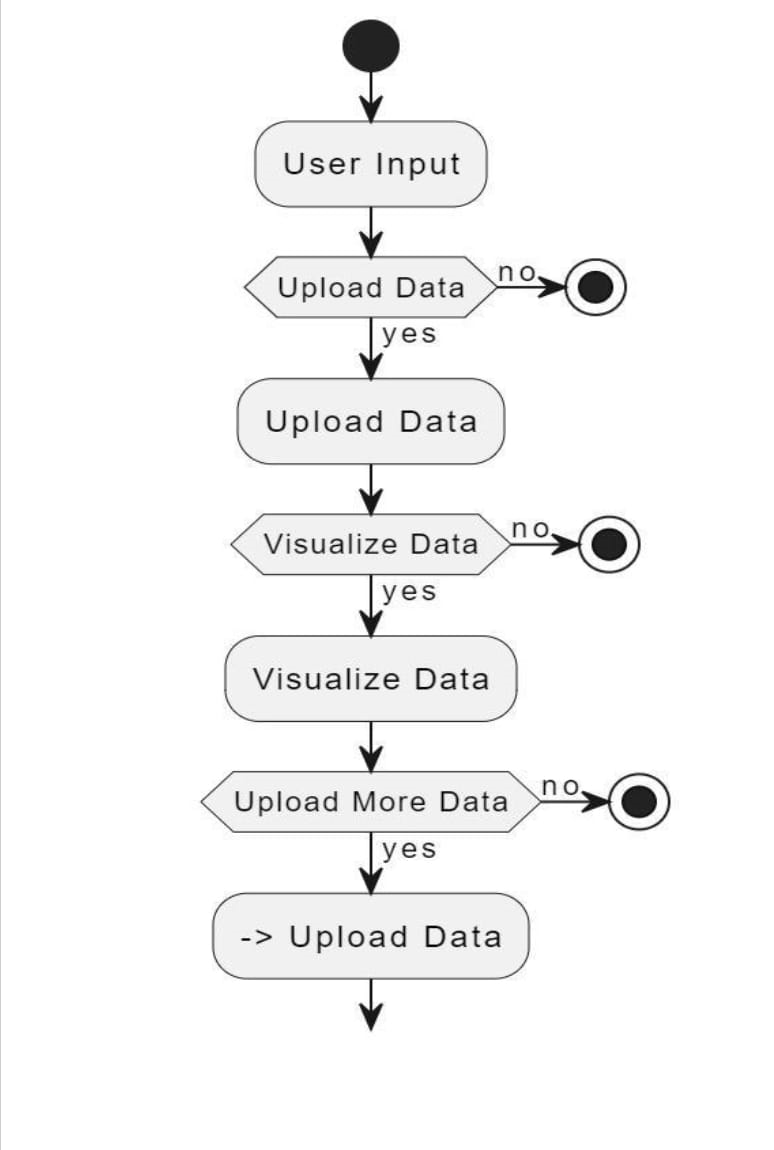 User Input
Upload Data
no
yes
Upload Data
Visualize Data
no
yes
Visualize Data
Upload More Data
no
yes
-> Upload Data